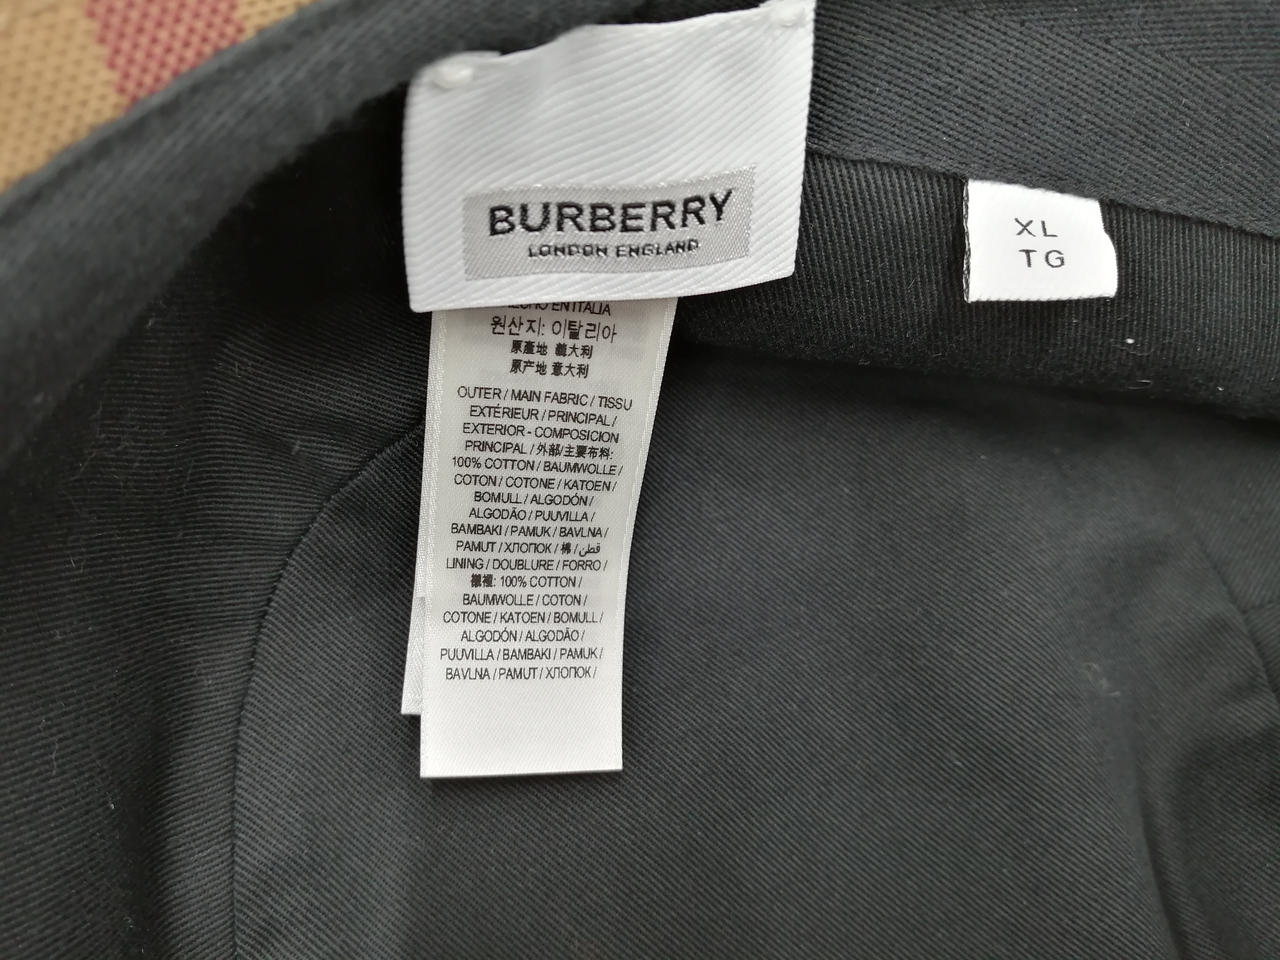 BURBERRY
LONDON ENGLAND
XL
TG
HECHO EN ITALIA
원산지: 이탈리아
原產地 義大利
原产地 意大利
OUTER / MAIN FABRIC / TISSU
EXTÉRIEUR / PRINCIPAL /
EXTERIOR - COMPOSICION
PRINCIPAL / 外部/主要布料:
100% COTTON / BAUMWOLLE /
COTON / COTONE / KATOEN /
BOMULL / ALGODÓN /
ALGODÃO / PUUVILLA /
BAMBAKI / PAMUK / BAVLNA /
PAMUT / ХЛОПОК / 棉 / قطن /
LINING / DOUBLURE / FORRO /
襯裡: 100% COTTON /
BAUMWOLLE / COTON /
COTONE / KATOEN / BOMULL /
ALGODÓN / ALGODÃO /
PUUVILLA / BAMBAKI / PAMUK /
BAVLNA / PAMUT / ХЛОПОК /